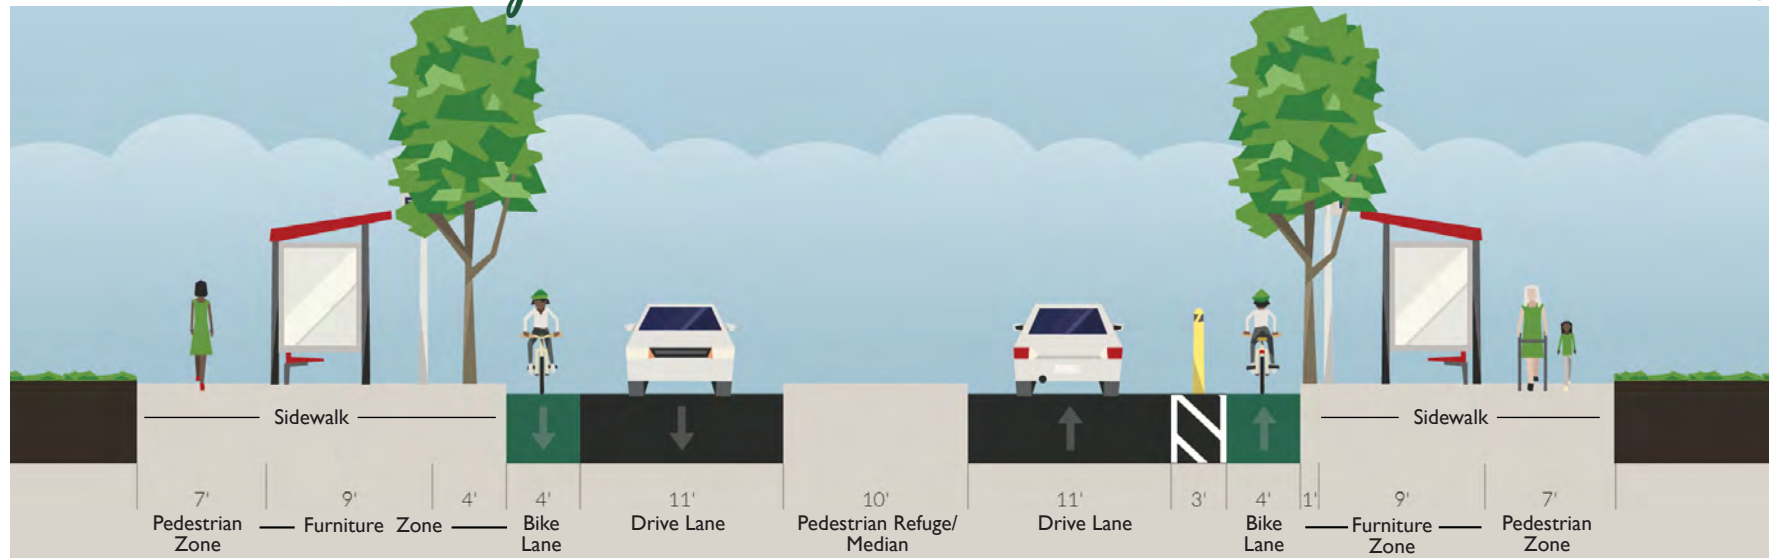 Sidewalk
Sidewalk
7' 9' 4' 4' 11' 10' 11' 3' 4' 1' 9' 7'
Pedestrian Zone
Furniture Zone
Bike Lane
Drive Lane
Pedestrian Refuge/ Median
Drive Lane
Bike Lane
Furniture Zone
Pedestrian Zone